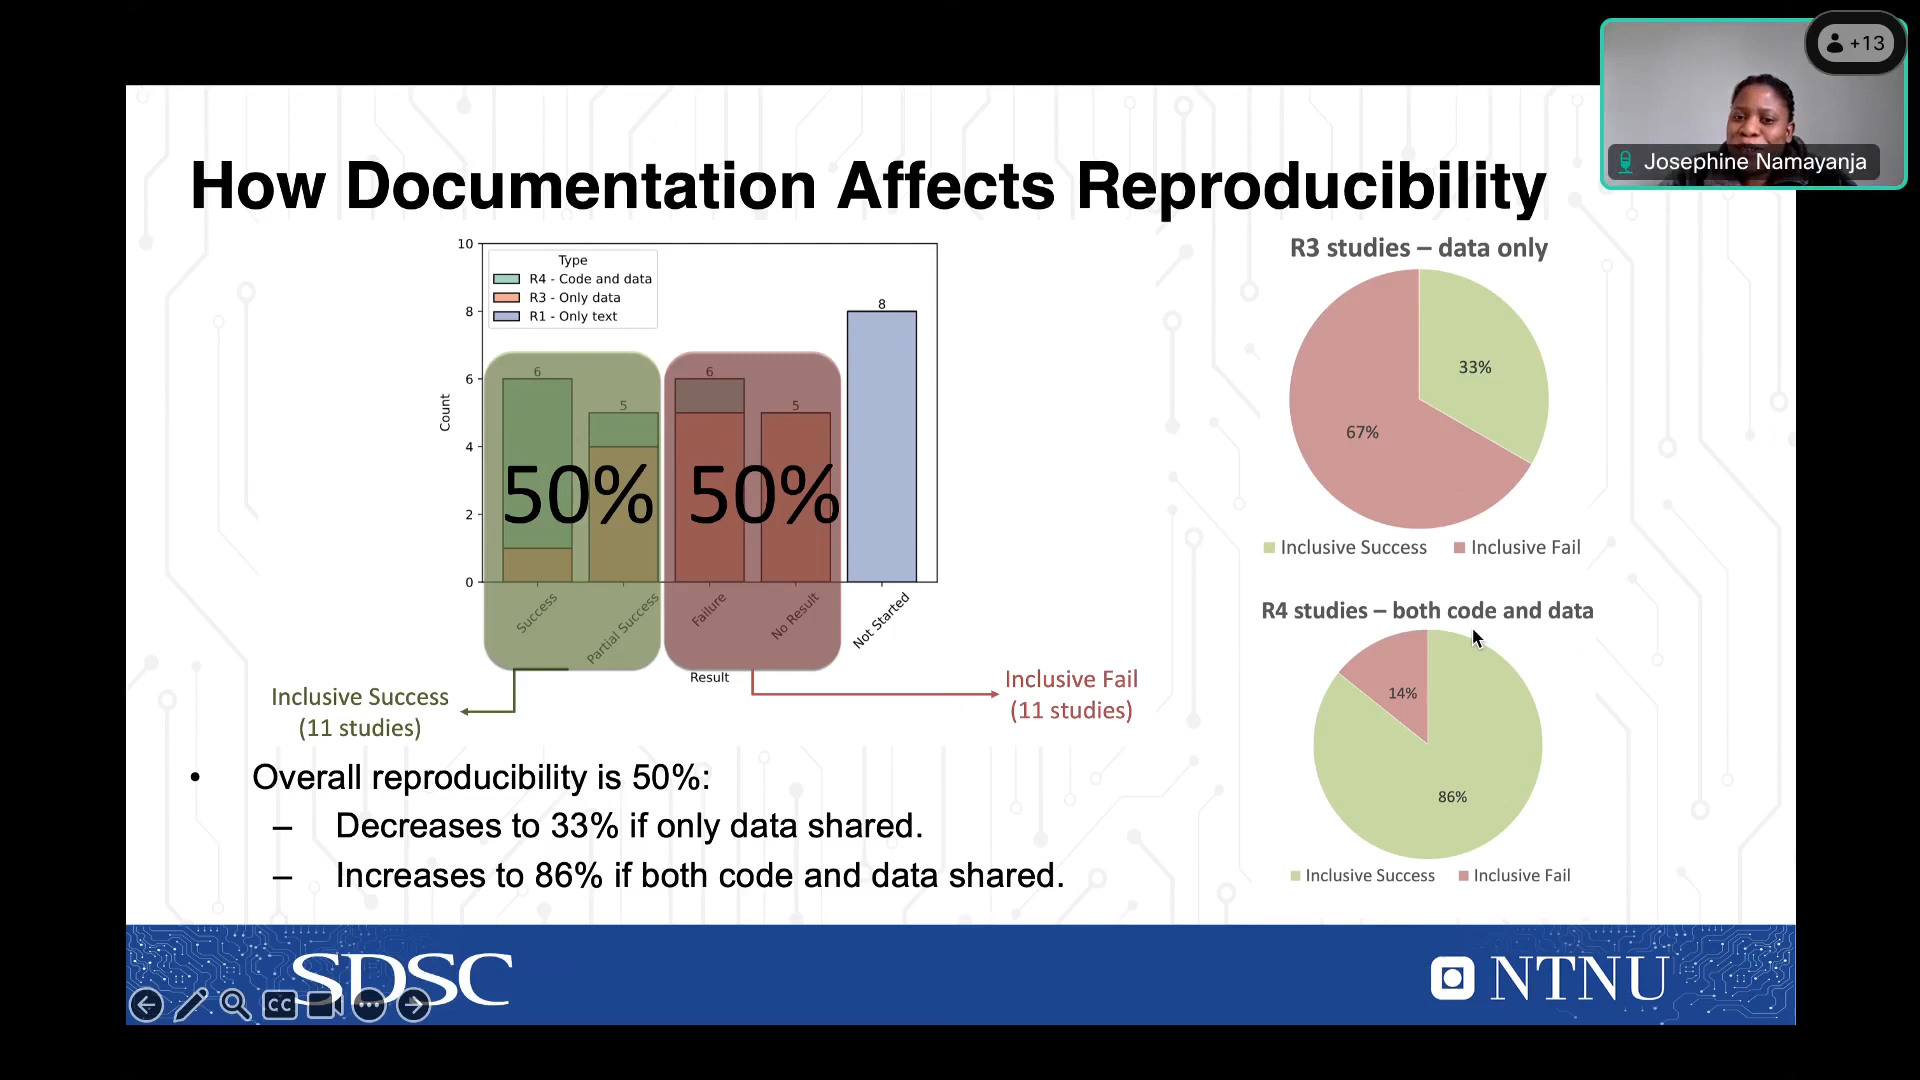 +13
Josephine Namayanja
How Documentation Affects Reproducibility
10
8
6
4
2
0
Count
Type
R4 - Code and data
R3 - Only data
R1 - Only text
6
5
6
5
8
50%
50%
Success
Partial Success
Failure
No Result
Not Started
Result
Inclusive Success
(11 studies)
Inclusive Fail
(11 studies)
R3 studies – data only
33%
67%
Inclusive Success
Inclusive Fail
R4 studies – both code and data
14%
86%
Inclusive Success
Inclusive Fail
• Overall reproducibility is 50%:
– Decreases to 33% if only data shared.
– Increases to 86% if both code and data shared.
SDSC
CC
NTNU